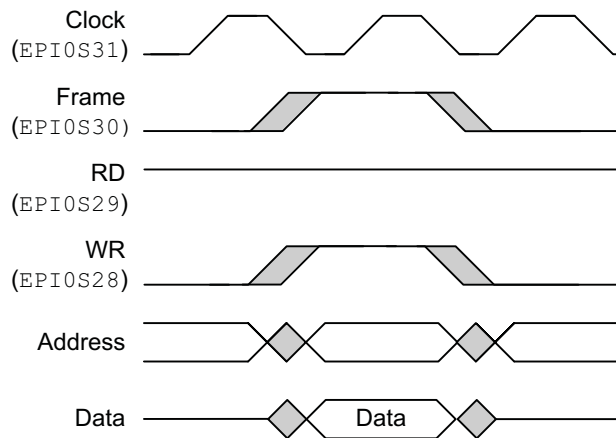 Clock
(EPI0S31)
Frame
(EPI0S30)
RD
(EPI0S29)
WR
(EPI0S28)
Address
Data
Data